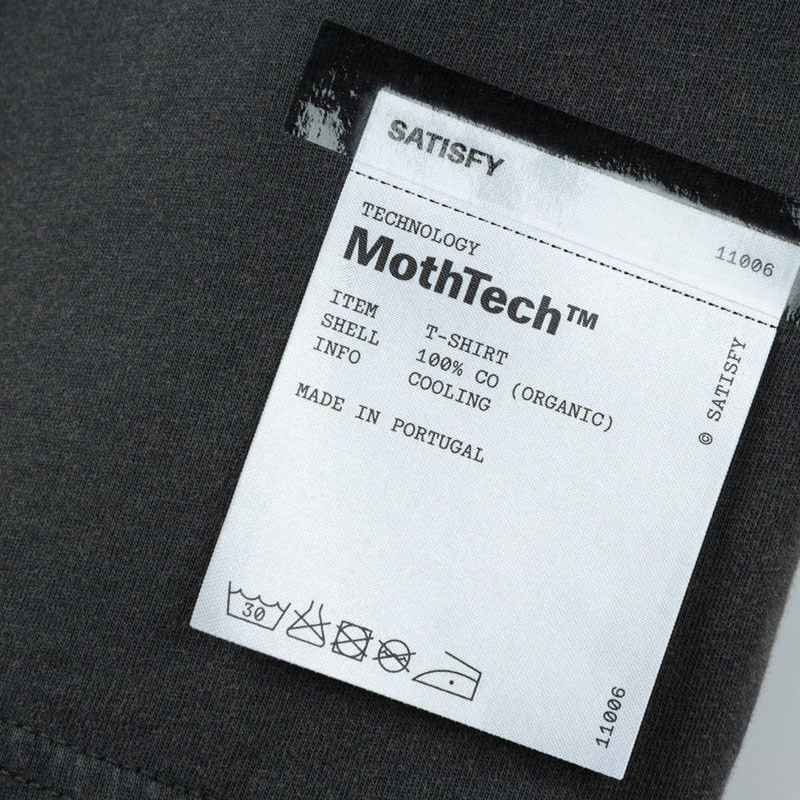 SATISFY
11006
TECHNOLOGY
MothTech™
ITEM T-SHIRT
SHELL 100% CO (ORGANIC)
INFO COOLING
MADE IN PORTUGAL
© SATISFY
30
11006